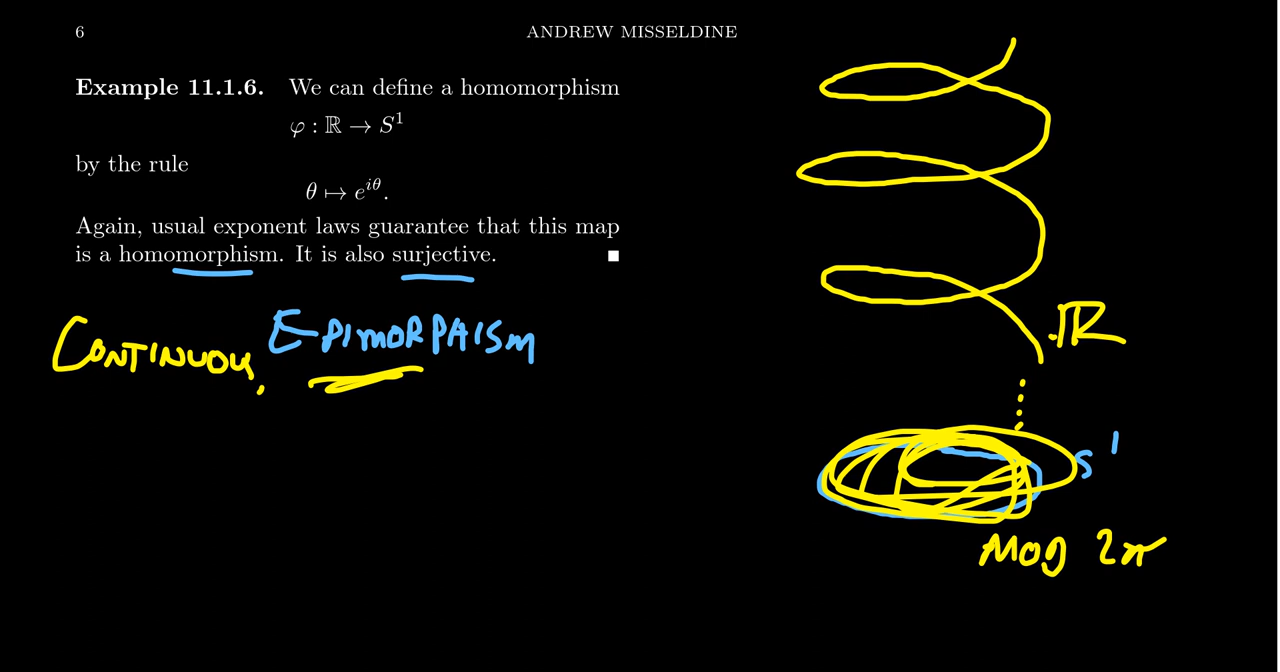 6 ANDREW MISSELDINE
Example 11.1.6. We can define a homomorphism
φ : ℝ → S¹
by the rule
θ ↦ e^{iθ}.
Again, usual exponent laws guarantee that this map
is a homomorphism. It is also surjective. ■
CONTINUOUS, EPIMORPHISM
ℝ
S¹
MOD 2π